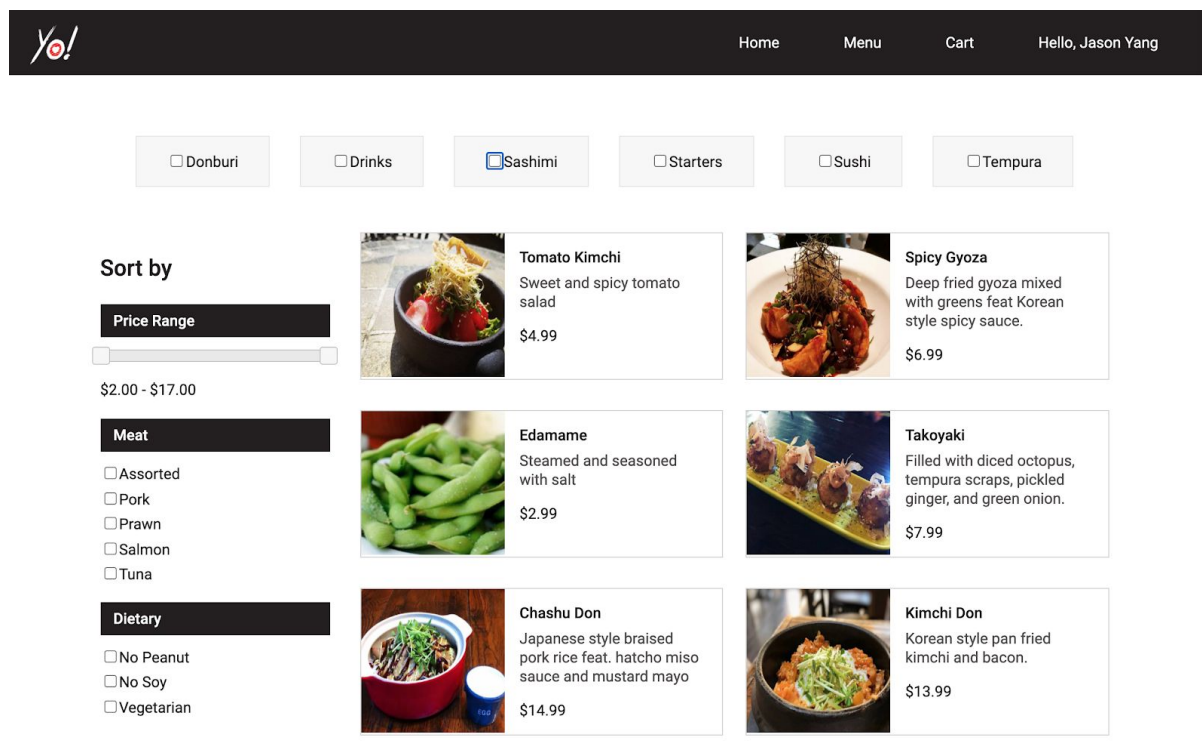 Yo!
Home
Menu
Cart
Hello, Jason Yang
Donburi
Drinks
Sashimi
Starters
Sushi
Tempura
Sort by
Price Range
$2.00 - $17.00
Meat
Assorted
Pork
Prawn
Salmon
Tuna
Dietary
No Peanut
No Soy
Vegetarian
Tomato Kimchi
Sweet and spicy tomato
salad
$4.99
Spicy Gyoza
Deep fried gyoza mixed
with greens feat Korean
style spicy sauce.
$6.99
Edamame
Steamed and seasoned
with salt
$2.99
Takoyaki
Filled with diced octopus,
tempura scraps, pickled
ginger, and green onion.
$7.99
Chashu Don
Japanese style braised
pork rice feat. hatcho miso
sauce and mustard mayo
$14.99
EGG
Kimchi Don
Korean style pan fried
kimchi and bacon.
$13.99